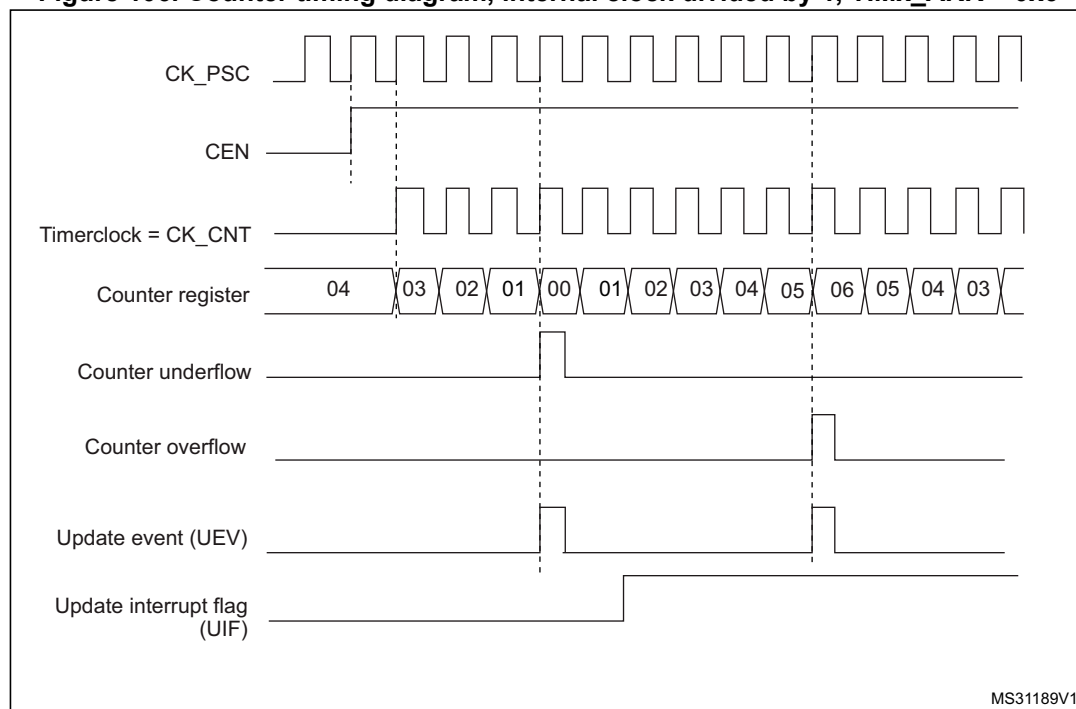 CK_PSC
CEN
Timerclock = CK_CNT
Counter register 04 03 02 01 00 01 02 03 04 05 06 05 04 03
Counter underflow
Counter overflow
Update event (UEV)
Update interrupt flag
(UIF)
MS31189V1